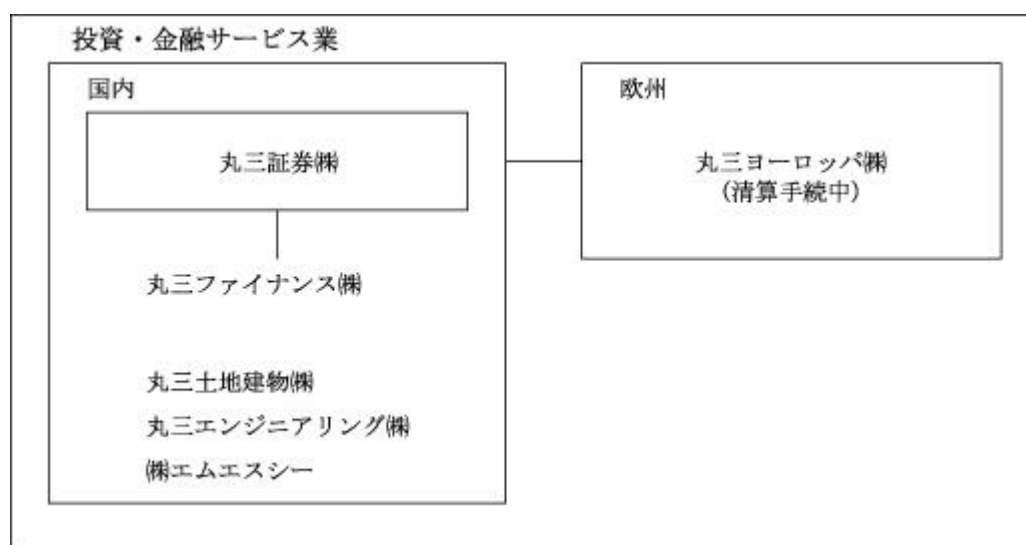 投資・金融サービス業
国内
丸三証券㈱
丸三ファイナンス㈱
丸三土地建物㈱
丸三エンジニアリング㈱
㈱エムエスシー
欧州
丸三ヨーロッパ㈱
(清算手続中)